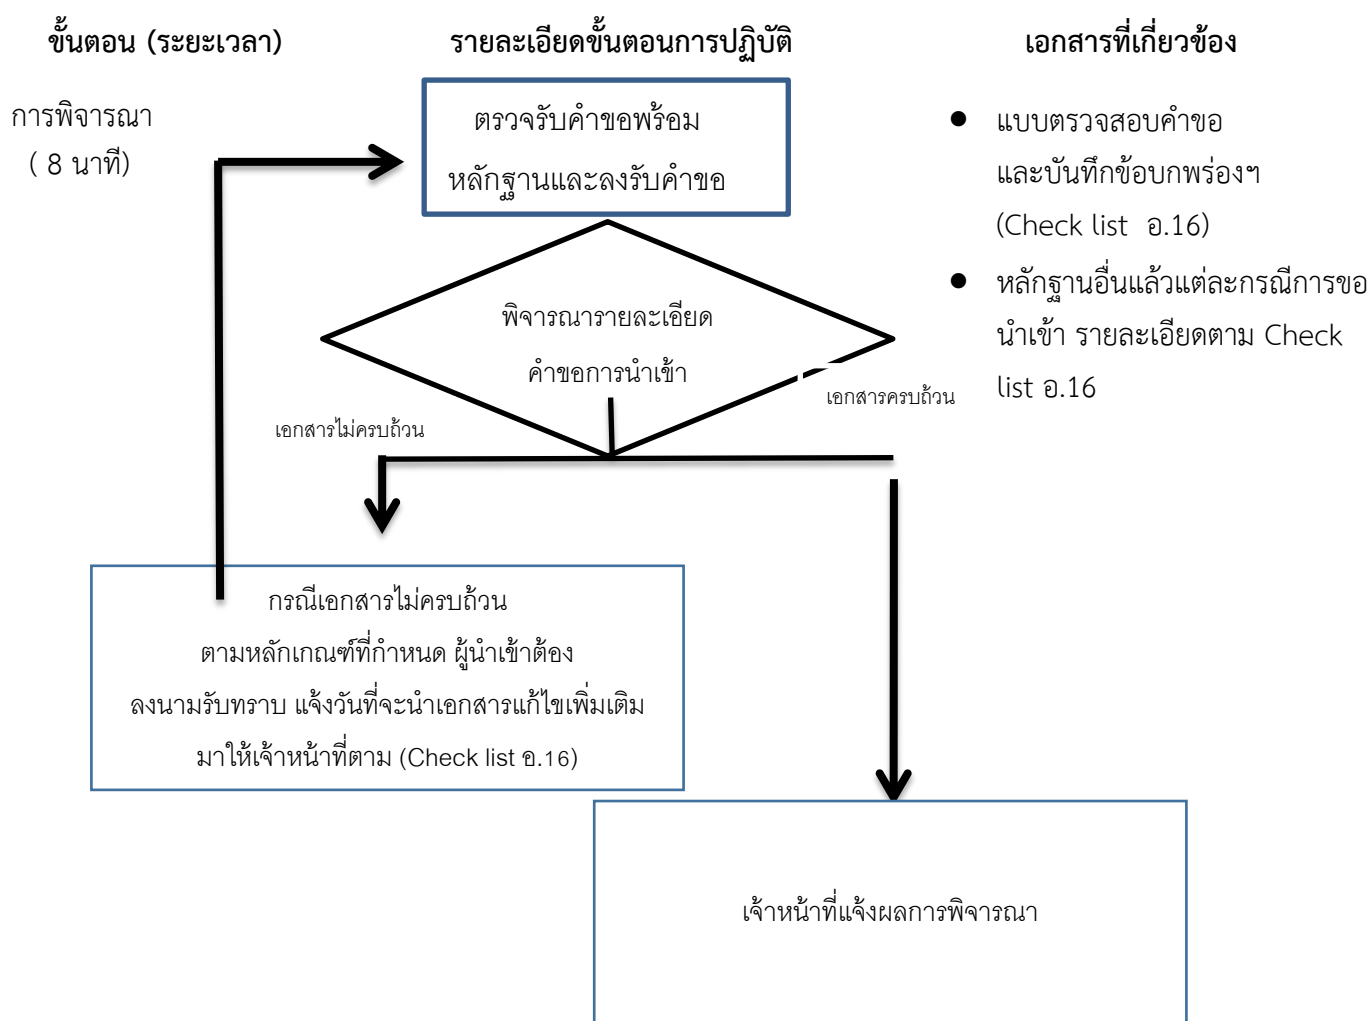 ขั้นตอน (ระยะเวลา)
รายละเอียดขั้นตอนการปฏิบัติ
เอกสารที่เกี่ยวข้อง
การพิจารณา
( 8 นาที)
ตรวจรับคำขอพร้อม
หลักฐานและลงรับคำขอ
● แบบตรวจสอบคำขอ
และบันทึกข้อบกพร่องฯ
(Check list อ.16)
● หลักฐานอื่นแล้วแต่ละกรณีการขอ
นำเข้า รายละเอียดตาม Check
list อ.16
พิจารณารายละเอียด
คำขอการนำเข้า
เอกสารครบถ้วน
เอกสารไม่ครบถ้วน
กรณีเอกสารไม่ครบถ้วน
ตามหลักเกณฑ์ที่กำหนด ผู้นำเข้าต้อง
ลงนามรับทราบ แจ้งวันที่จะนำเอกสารแก้ไขเพิ่มเติม
มาให้เจ้าหน้าที่ตาม (Check list อ.16)
เจ้าหน้าที่แจ้งผลการพิจารณา